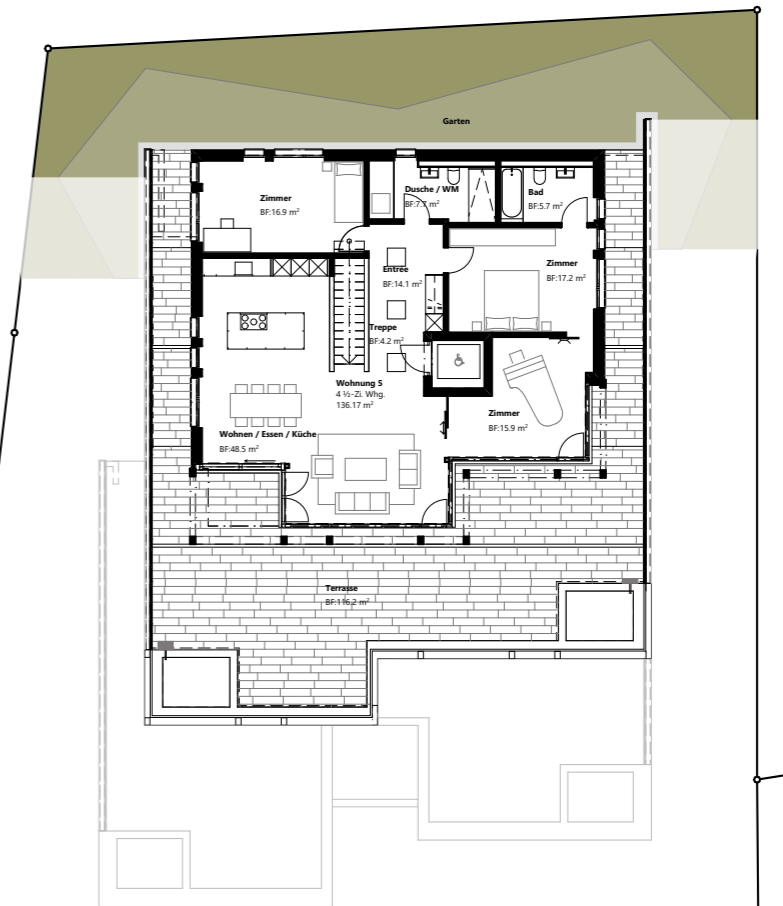 Garten
Zimmer
BF:16.9 m²
Dusche / WM
BF:7.7 m²
Bad
BF:5.7 m²
Entrée
BF:14.1 m²
Zimmer
BF:17.2 m²
Treppe
BF:4.2 m²
Wohnung 5
4 ½-Zi. Whg.
136.17 m²
Zimmer
BF:15.9 m²
Wohnen / Essen / Küche
BF:48.5 m²
Terrasse
BF:116.2 m²